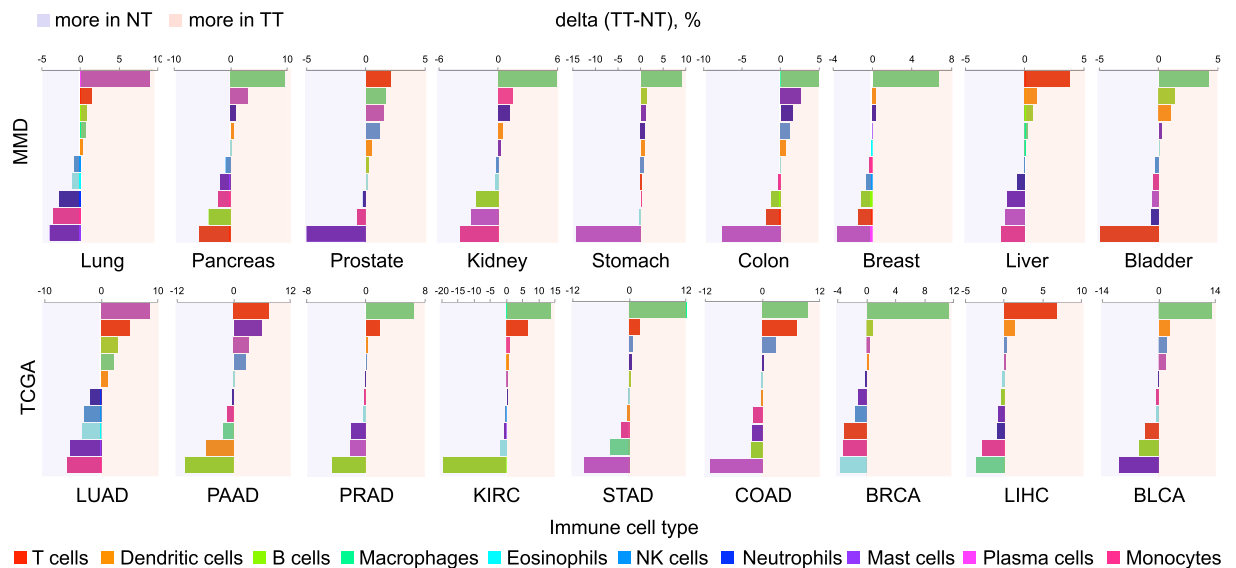 more in NT more in TT delta (TT-NT), %
MMD
-5 0 10
-10 0 10
-5 0 5
-6 0 6
-15 -10 -5 0 5 10
-10 0 5
-5 0 8
-5 0 5
-5 0 5
Lung Pancreas Prostate Kidney Stomach Colon Breast Liver Bladder
TCGA
-10 0 10
-12 0 12
-8 0 8
-20 -15 -10 -5 0 5 10 15
-12 0 12
-12 0 12
-4 0 4 8 12
-5 0 5 10
-14 0 14
LUAD PAAD PRAD KIRC STAD COAD BRCA LIHC BLCA
Immune cell type
T cells Dendritic cells B cells Macrophages Eosinophils NK cells Neutrophils Mast cells Plasma cells Monocytes